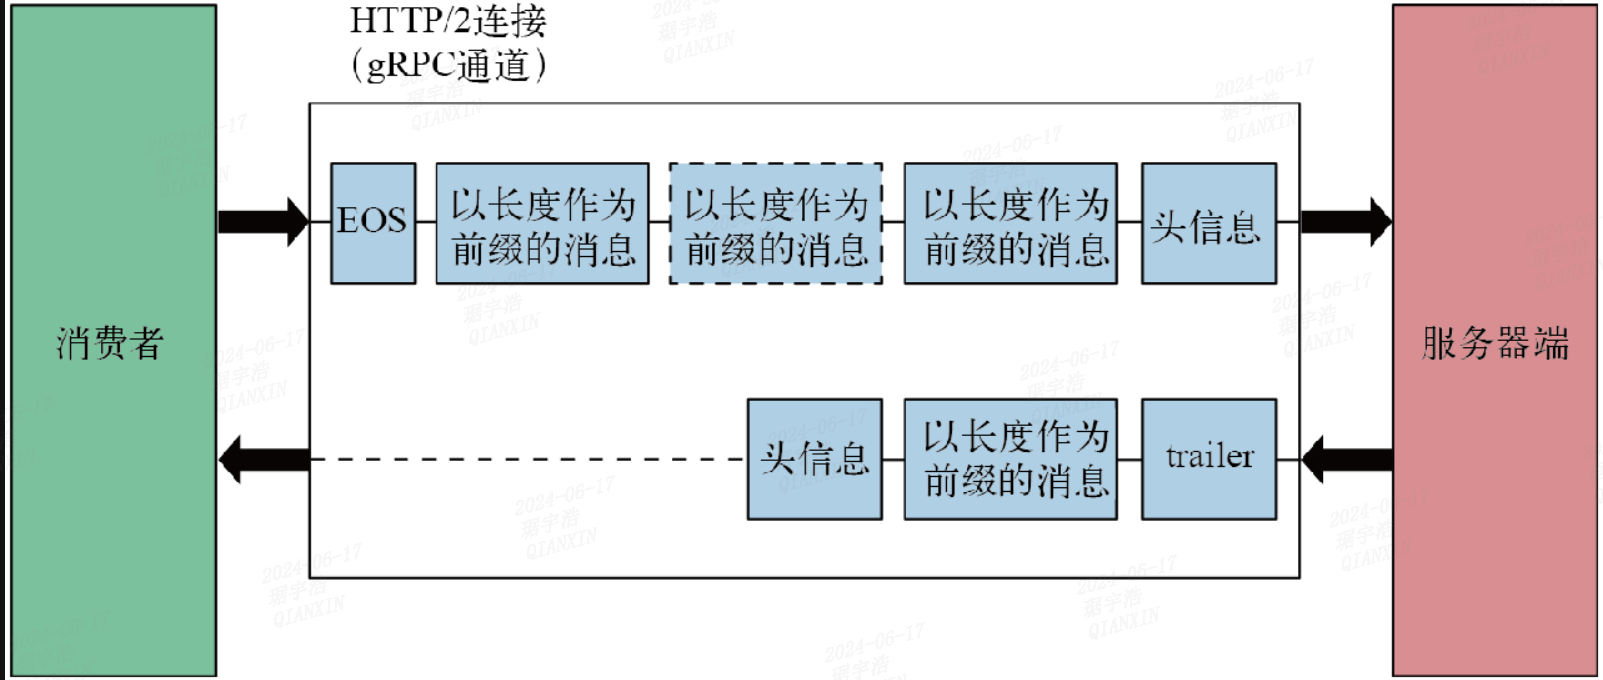 HTTP/2连接
（gRPC通道）
消费者
EOS
以长度作为
前缀的消息
以长度作为
前缀的消息
以长度作为
前缀的消息
头信息
服务器端
头信息
以长度作为
前缀的消息
trailer
2024-06-17
琚宇浩
QIANXIN